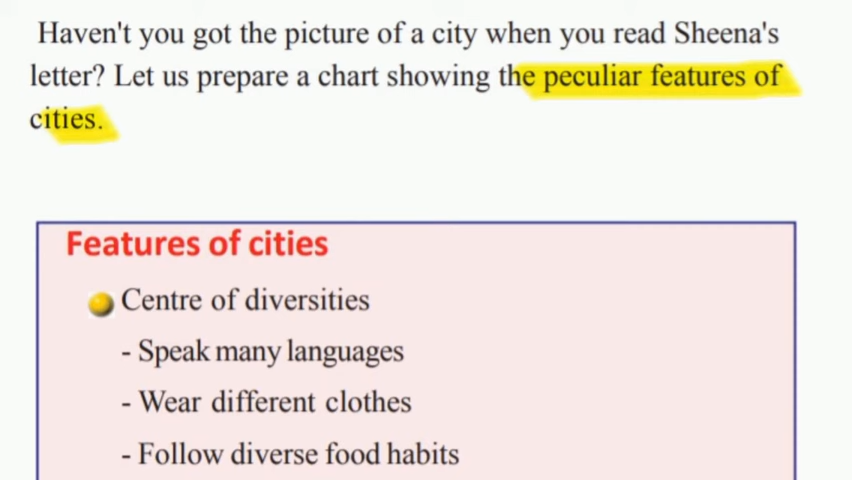 Haven't you got the picture of a city when you read Sheena's
letter? Let us prepare a chart showing the peculiar features of
cities.
Features of cities
Centre of diversities
- Speak many languages
- Wear different clothes
- Follow diverse food habits